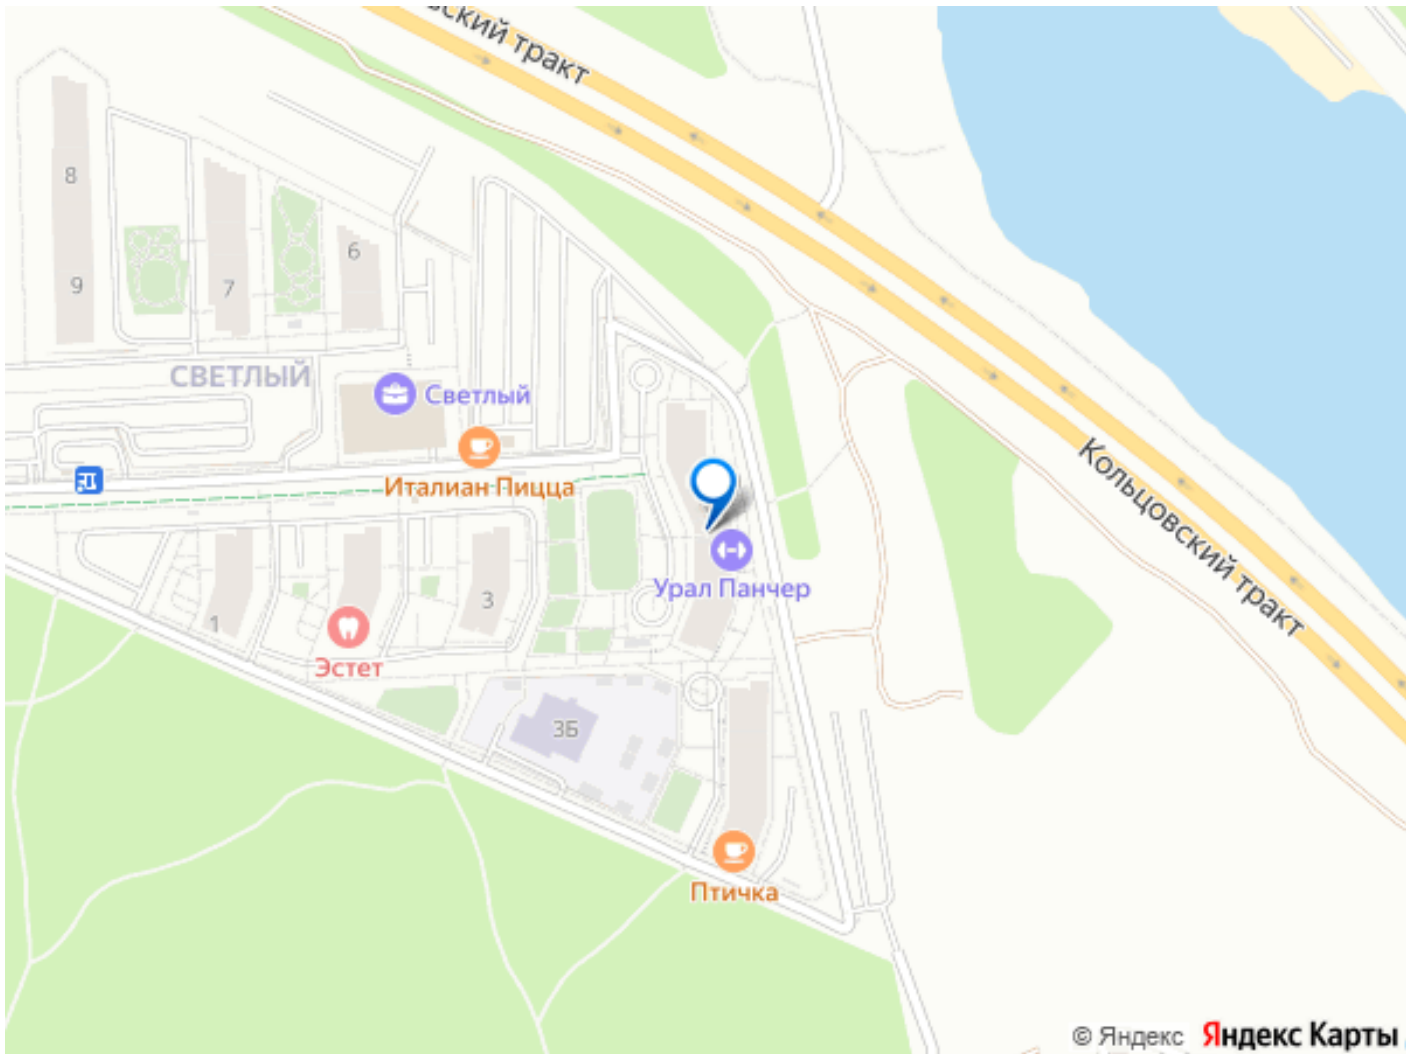 ский тракт
8
6
9
7
СВЕТЛЫЙ
Светлый
Италиан Пицца
Кольцовский тракт
Урал Панчер
1
3
Эстет
3Б
Птичка
© Яндекс Яндекс Карты